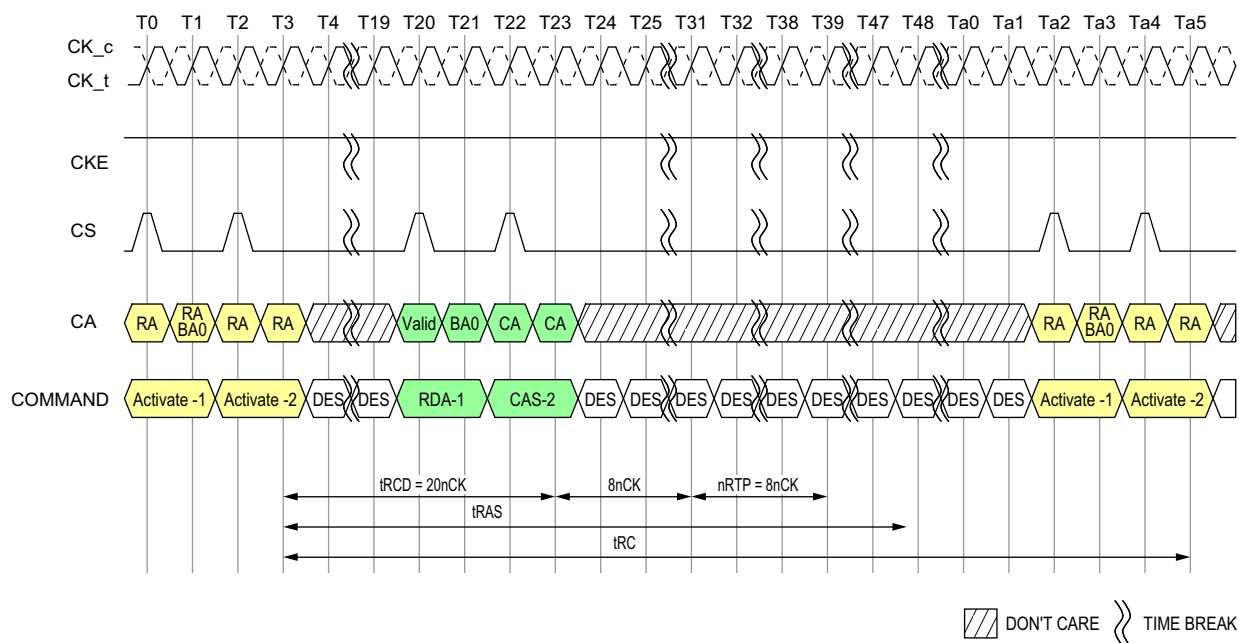 T0 T1 T2 T3 T4 T19 T20 T21 T22 T23 T24 T25 T31 T32 T38 T39 T47 T48 Ta0 Ta1 Ta2 Ta3 Ta4 Ta5
CK_c
CK_t
CKE
CS
CA RA RA BA0 RA RA Valid BA0 CA CA RA RA BA0 RA RA
COMMAND Activate -1 Activate -2 DES DES RDA-1 CAS-2 DES DES DES DES DES DES DES DES DES DES Activate -1 Activate -2
tRCD = 20nCK 8nCK nRTP = 8nCK
tRAS
tRC
DON'T CARE TIME BREAK